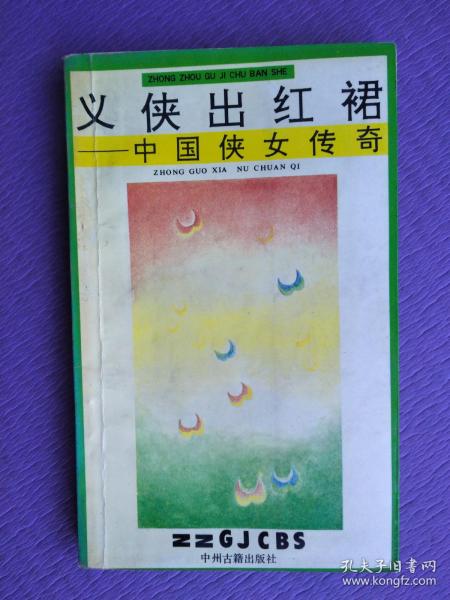 ZHONG ZHOU GU JI CHU BAN SHE
义侠出红裙
——中国侠女传奇
ZHONG GUO XIA NU CHUAN QI
ZZGJCBS
中州古籍出版社
孔夫子旧书网
www.kongfz.com